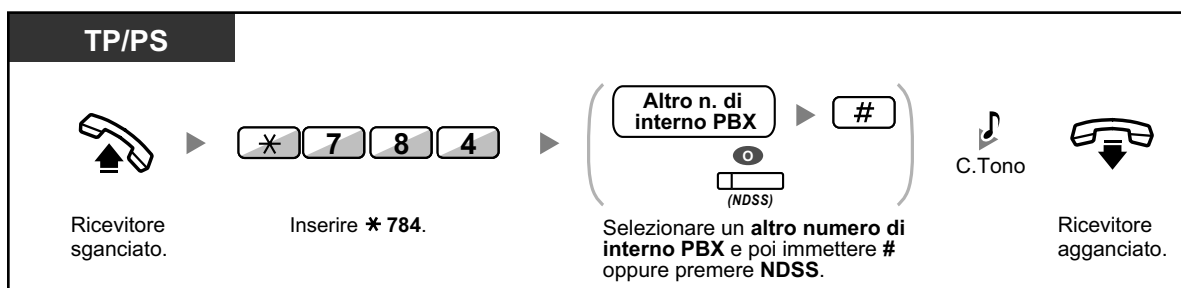 TP/PS
Altro n. di
interno PBX
#
* 7 8 4
o
(NDSS)
C.Tono
Ricevitore
sganciato.
Inserire * 784.
Selezionare un altro numero di
interno PBX e poi immettere #
oppure premere NDSS.
Ricevitore
agganciato.